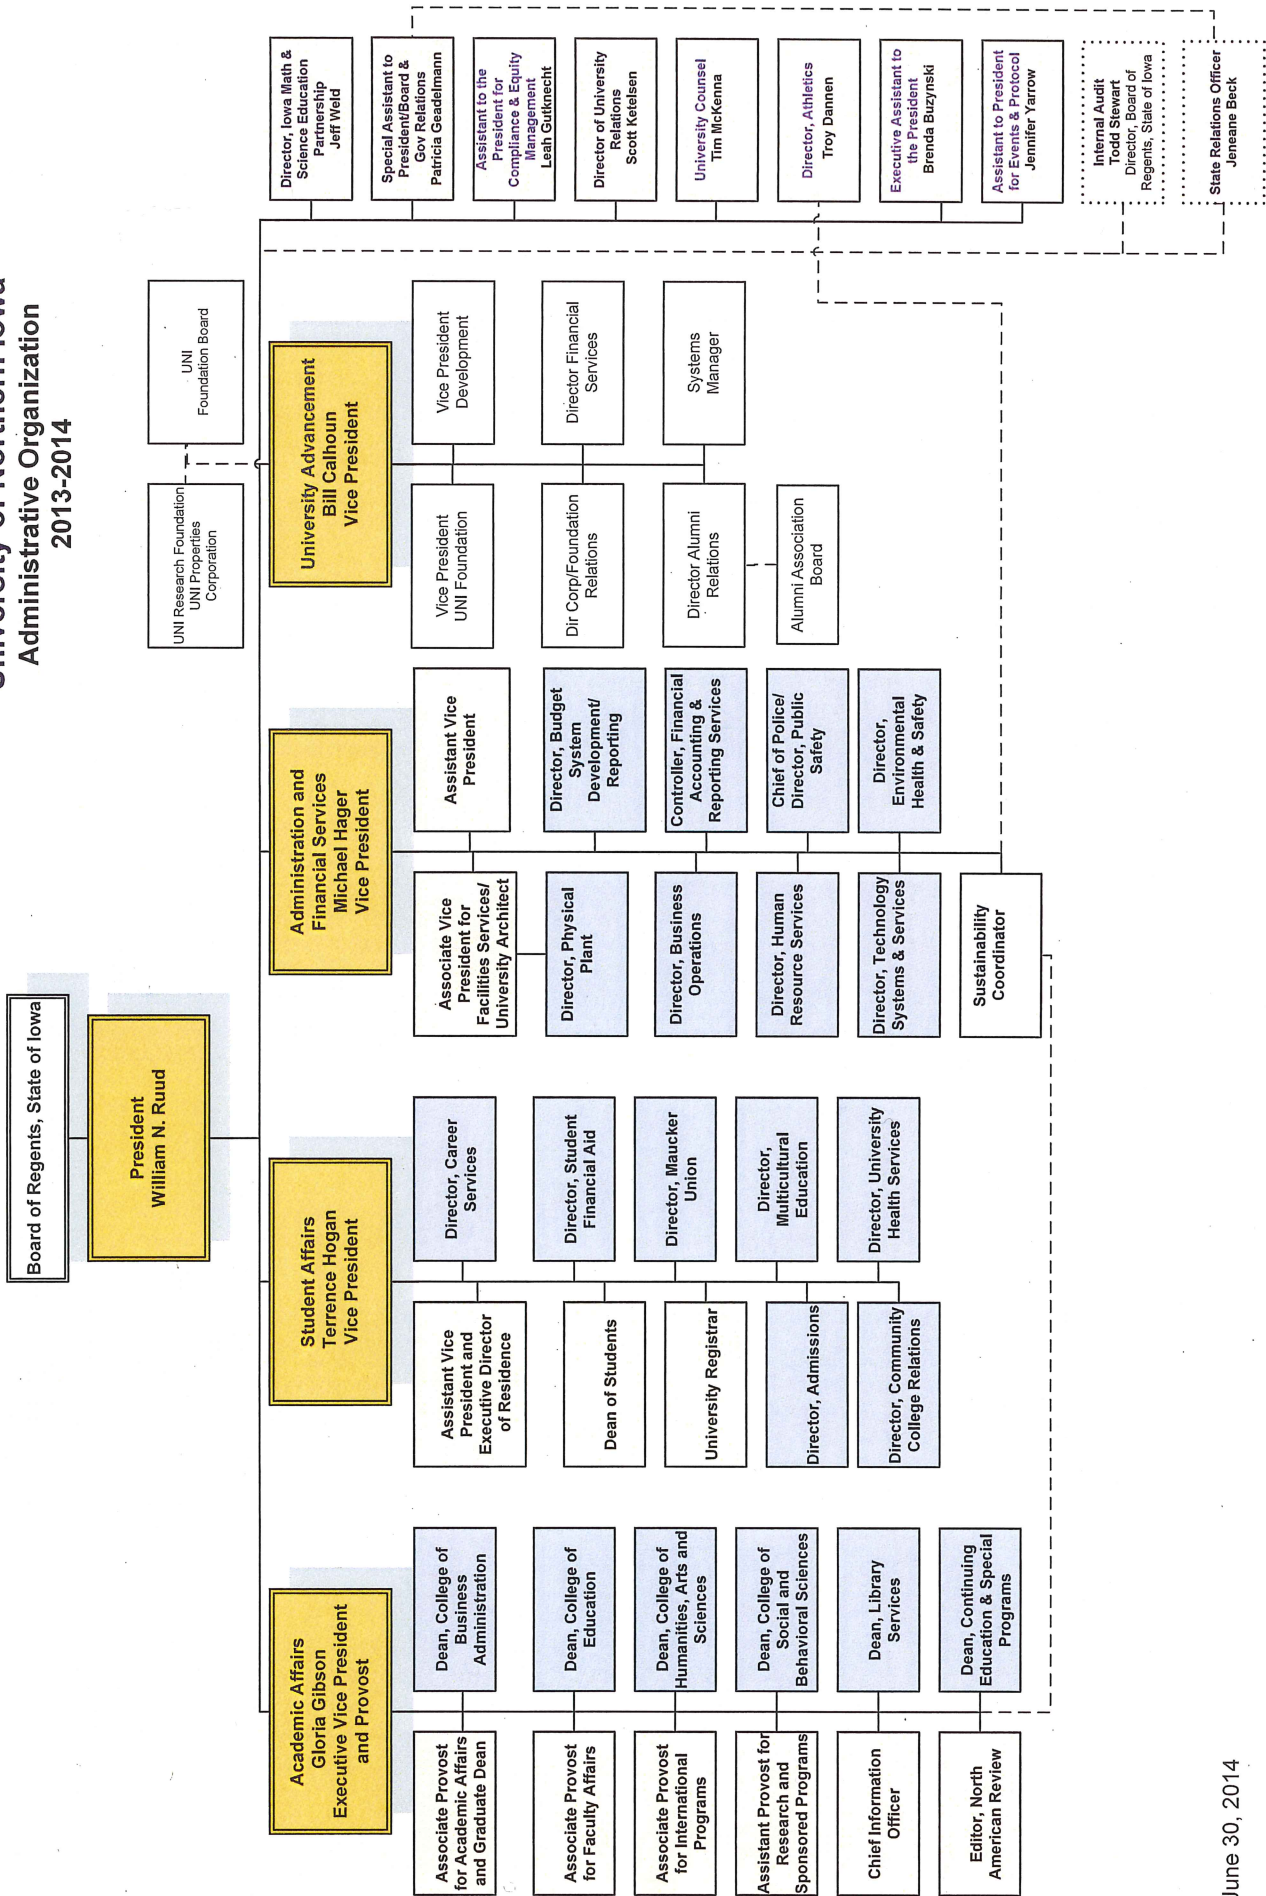 University of Northern Iowa
Administrative Organization
2013-2014
Board of Regents, State of Iowa
President
William N. Ruud
Academic Affairs
Gloria Gibson
Executive Vice President
and Provost
Associate Provost
for Academic Affairs
and Graduate Dean
Dean, College of
Business
Administration
Associate Provost
for Faculty Affairs
Dean, College of
Education
Associate Provost
for International
Programs
Dean, College of
Humanities, Arts and
Sciences
Assistant Provost for
Research and
Sponsored Programs
Dean, College of
Social and
Behavioral Sciences
Chief Information
Officer
Dean, Library
Services
Editor, North
American Review
Dean, Continuing
Education & Special
Programs
Student Affairs
Terrence Hogan
Vice President
Assistant Vice
President and
Executive Director
of Residence
Director, Career
Services
Dean of Students
Director, Student
Financial Aid
University Registrar
Director, Maucker
Union
Director, Admissions
Director,
Multicultural
Education
Director, Community
College Relations
Director, University
Health Services
Administration and
Financial Services
Michael Hager
Vice President
Associate Vice
President for
Facilities Services/
University Architect
Assistant Vice
President
Director, Physical
Plant
Director, Budget
System
Development/
Reporting
Director, Business
Operations
Controller, Financial
Accounting &
Reporting Services
Director, Human
Resource Services
Chief of Police/
Director, Public
Safety
Director, Technology
Systems & Services
Director,
Environmental
Health & Safety
Sustainability
Coordinator
UNI Research Foundation
UNI Properties
Corporation
UNI
Foundation Board
University Advancement
Bill Calhoun
Vice President
Vice President
UNI Foundation
Vice President
Development
Dir Corp/Foundation
Relations
Director Financial
Services
Director Alumni
Relations
Systems
Manager
Alumni Association
Board
Director, Iowa Math &
Science Education
Partnership
Jeff Weld
Special Assistant to
President/Board &
Gov Relations
Patricia Geadelmann
Assistant to the
President for
Compliance & Equity
Management
Leah Gutknecht
Director of University
Relations
Scott Ketelsen
University Counsel
Tim McKenna
Director, Athletics
Troy Dannen
Executive Assistant to
the President
Brenda Buzynski
Assistant to President
for Events & Protocol
Jennifer Yarrow
Internal Audit
Todd Stewart
Director, Board of
Regents, State of Iowa
State Relations Officer
Jeneane Beck
June 30, 2014